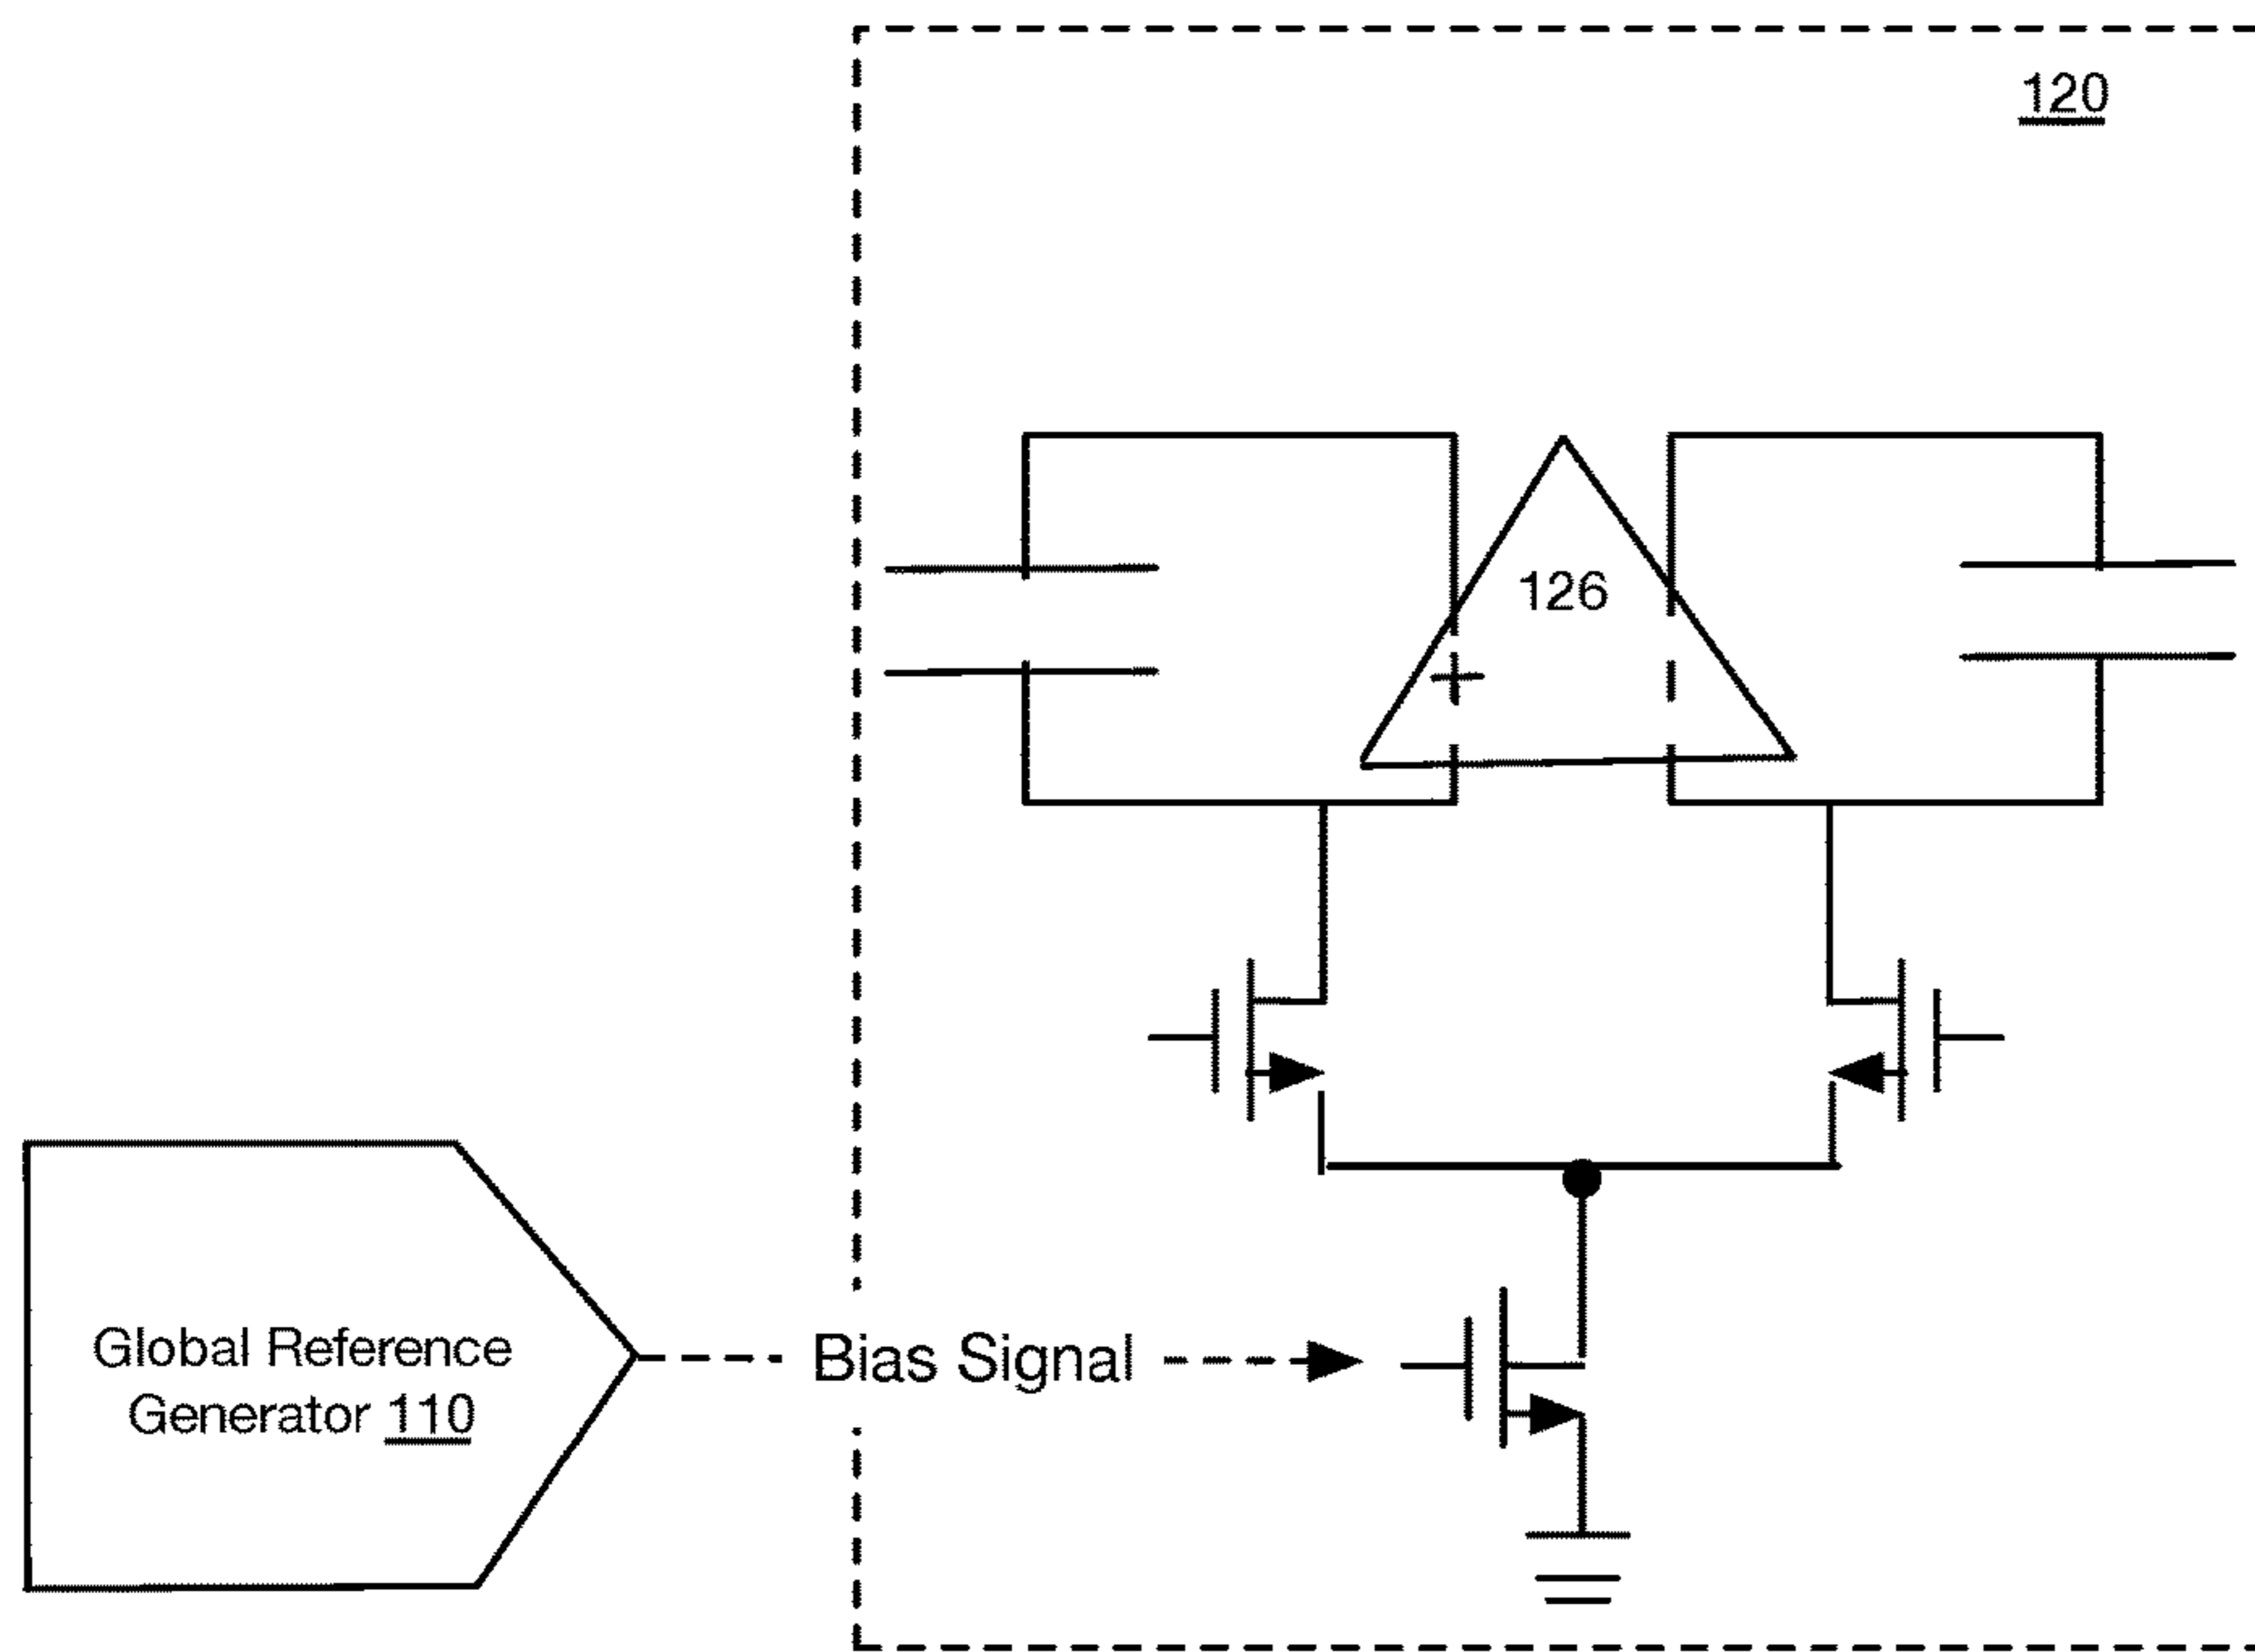 120
126
+
Global Reference
Generator 110
Bias Signal